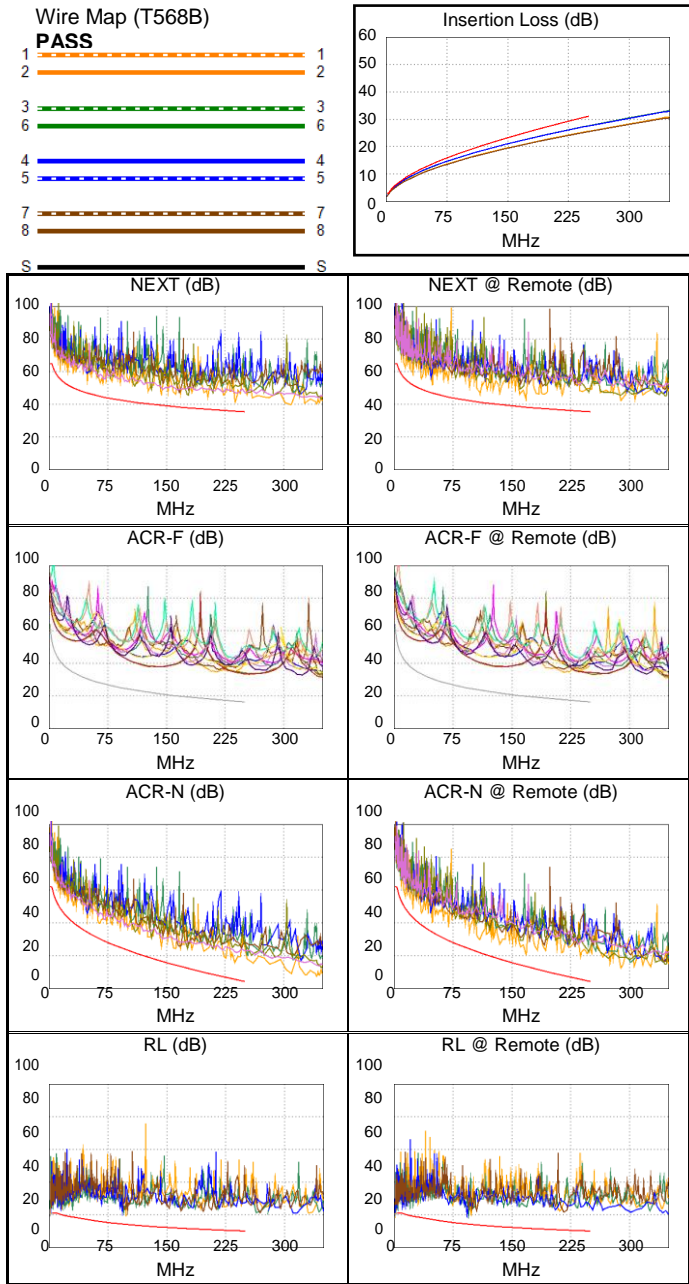 Wire Map (T568B)
PASS
1 1
2 2
3 3
6 6
4 4
5 5
7 7
8 8
S S
Insertion Loss (dB)
60
50
40
30
20
10
0
0 75 150 225 300
MHz
NEXT (dB)
100
80
60
40
20
0
0 75 150 225 300
MHz
NEXT @ Remote (dB)
100
80
60
40
20
0
0 75 150 225 300
MHz
ACR-F (dB)
100
80
60
40
20
0
0 75 150 225 300
MHz
ACR-F @ Remote (dB)
100
80
60
40
20
0
0 75 150 225 300
MHz
ACR-N (dB)
100
80
60
40
20
0
0 75 150 225 300
MHz
ACR-N @ Remote (dB)
100
80
60
40
20
0
0 75 150 225 300
MHz
RL (dB)
100
80
60
40
20
0
0 75 150 225 300
MHz
RL @ Remote (dB)
100
80
60
40
20
0
0 75 150 225 300
MHz